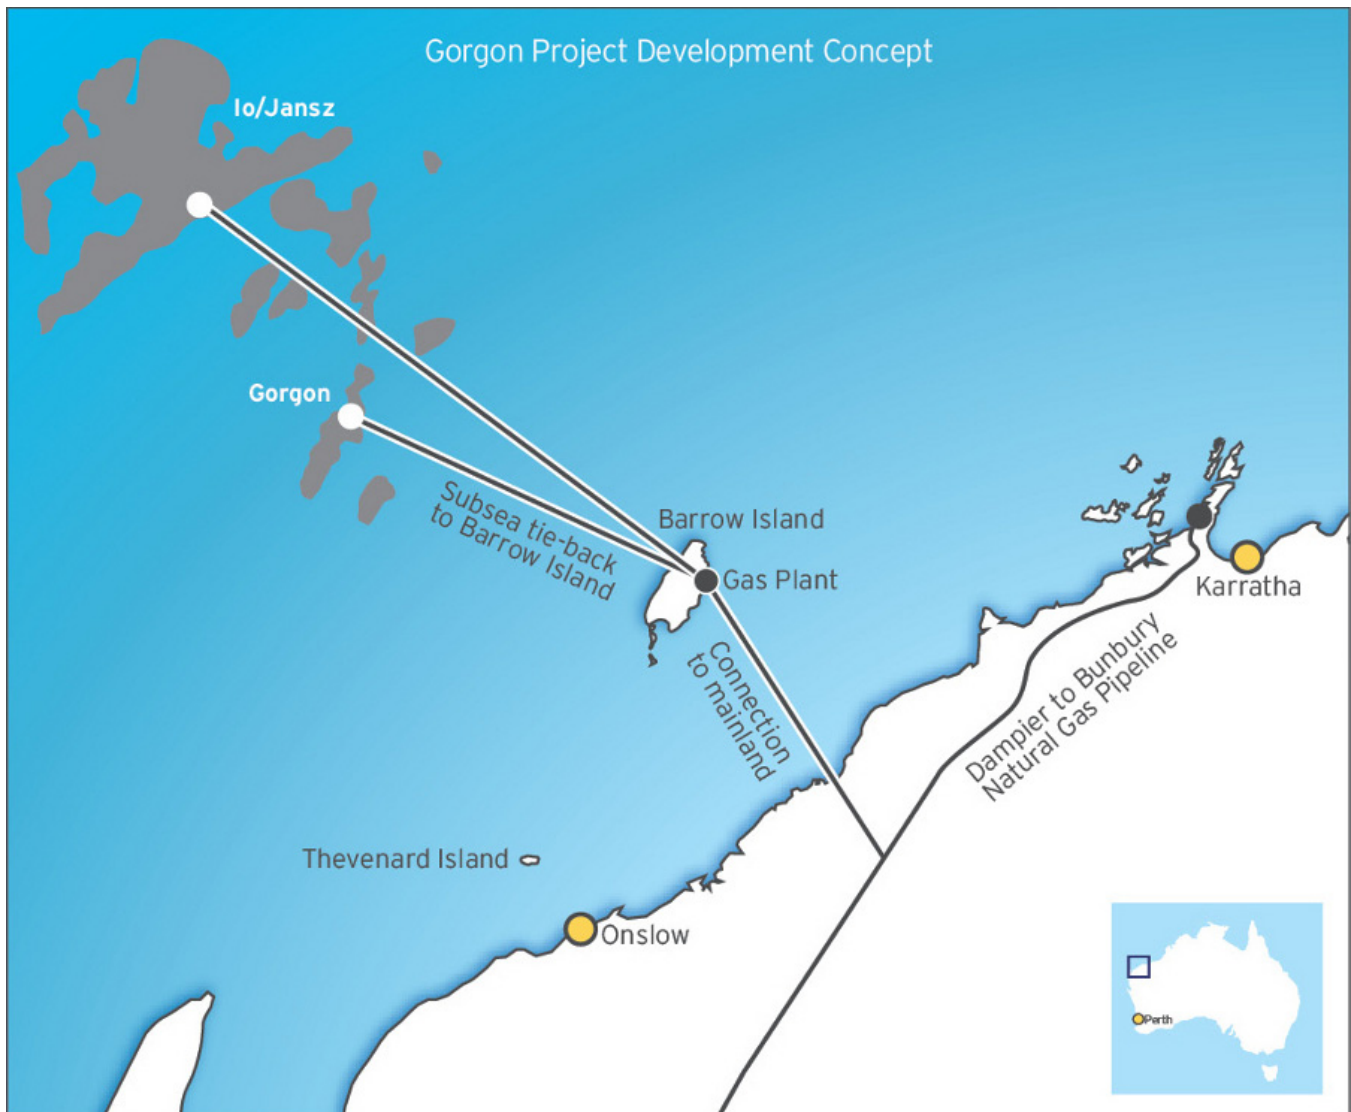 Gorgon Project Development Concept
Io/Jansz
Gorgon
Subsea tie-back
to Barrow Island
Barrow Island
Gas Plant
Connection
to mainland
Karratha
Dampier to Bunbury
Natural Gas Pipeline
Thevenard Island
Onslow
Perth